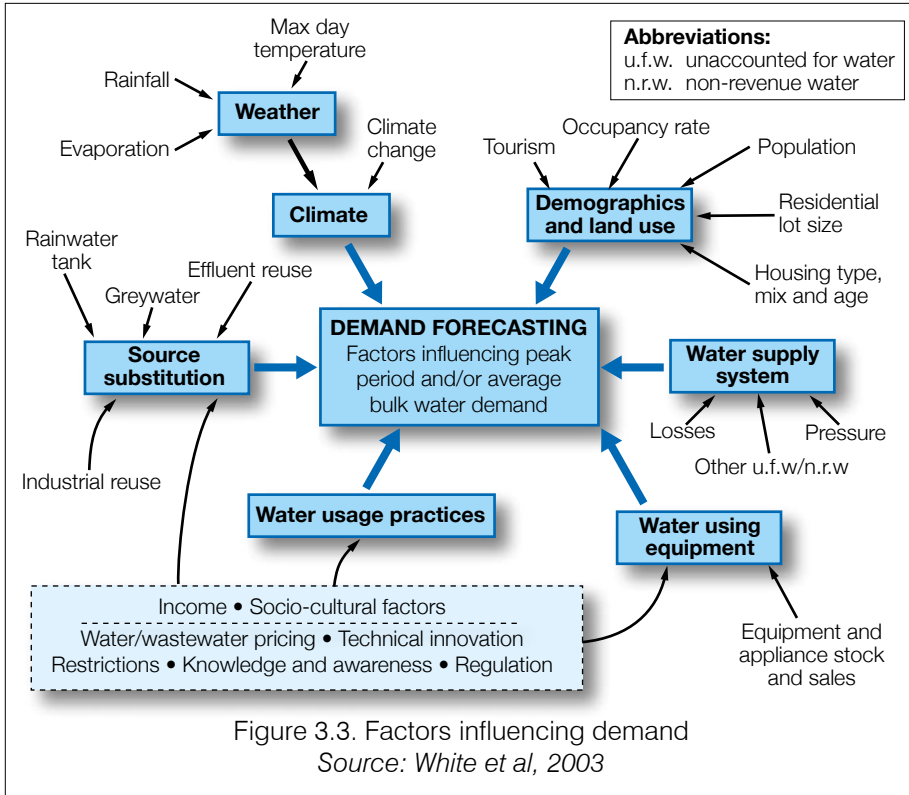 Max day
temperature
Rainfall
Weather
Evaporation
Climate
change
Climate
Abbreviations:
u.f.w. unaccounted for water
n.r.w. non-revenue water
Occupancy rate
Tourism
Population
Demographics
and land use
Residential
lot size
Housing type,
mix and age
Rainwater
tank
Effluent reuse
Greywater
Source
substitution
Industrial reuse
DEMAND FORECASTING
Factors influencing peak
period and/or average
bulk water demand
Water supply
system
Losses
Pressure
Other u.f.w/n.r.w
Water usage practices
Water using
equipment
Income • Socio-cultural factors
Water/wastewater pricing • Technical innovation
Restrictions • Knowledge and awareness • Regulation
Equipment and
appliance stock
and sales
Figure 3.3. Factors influencing demand
Source: White et al, 2003